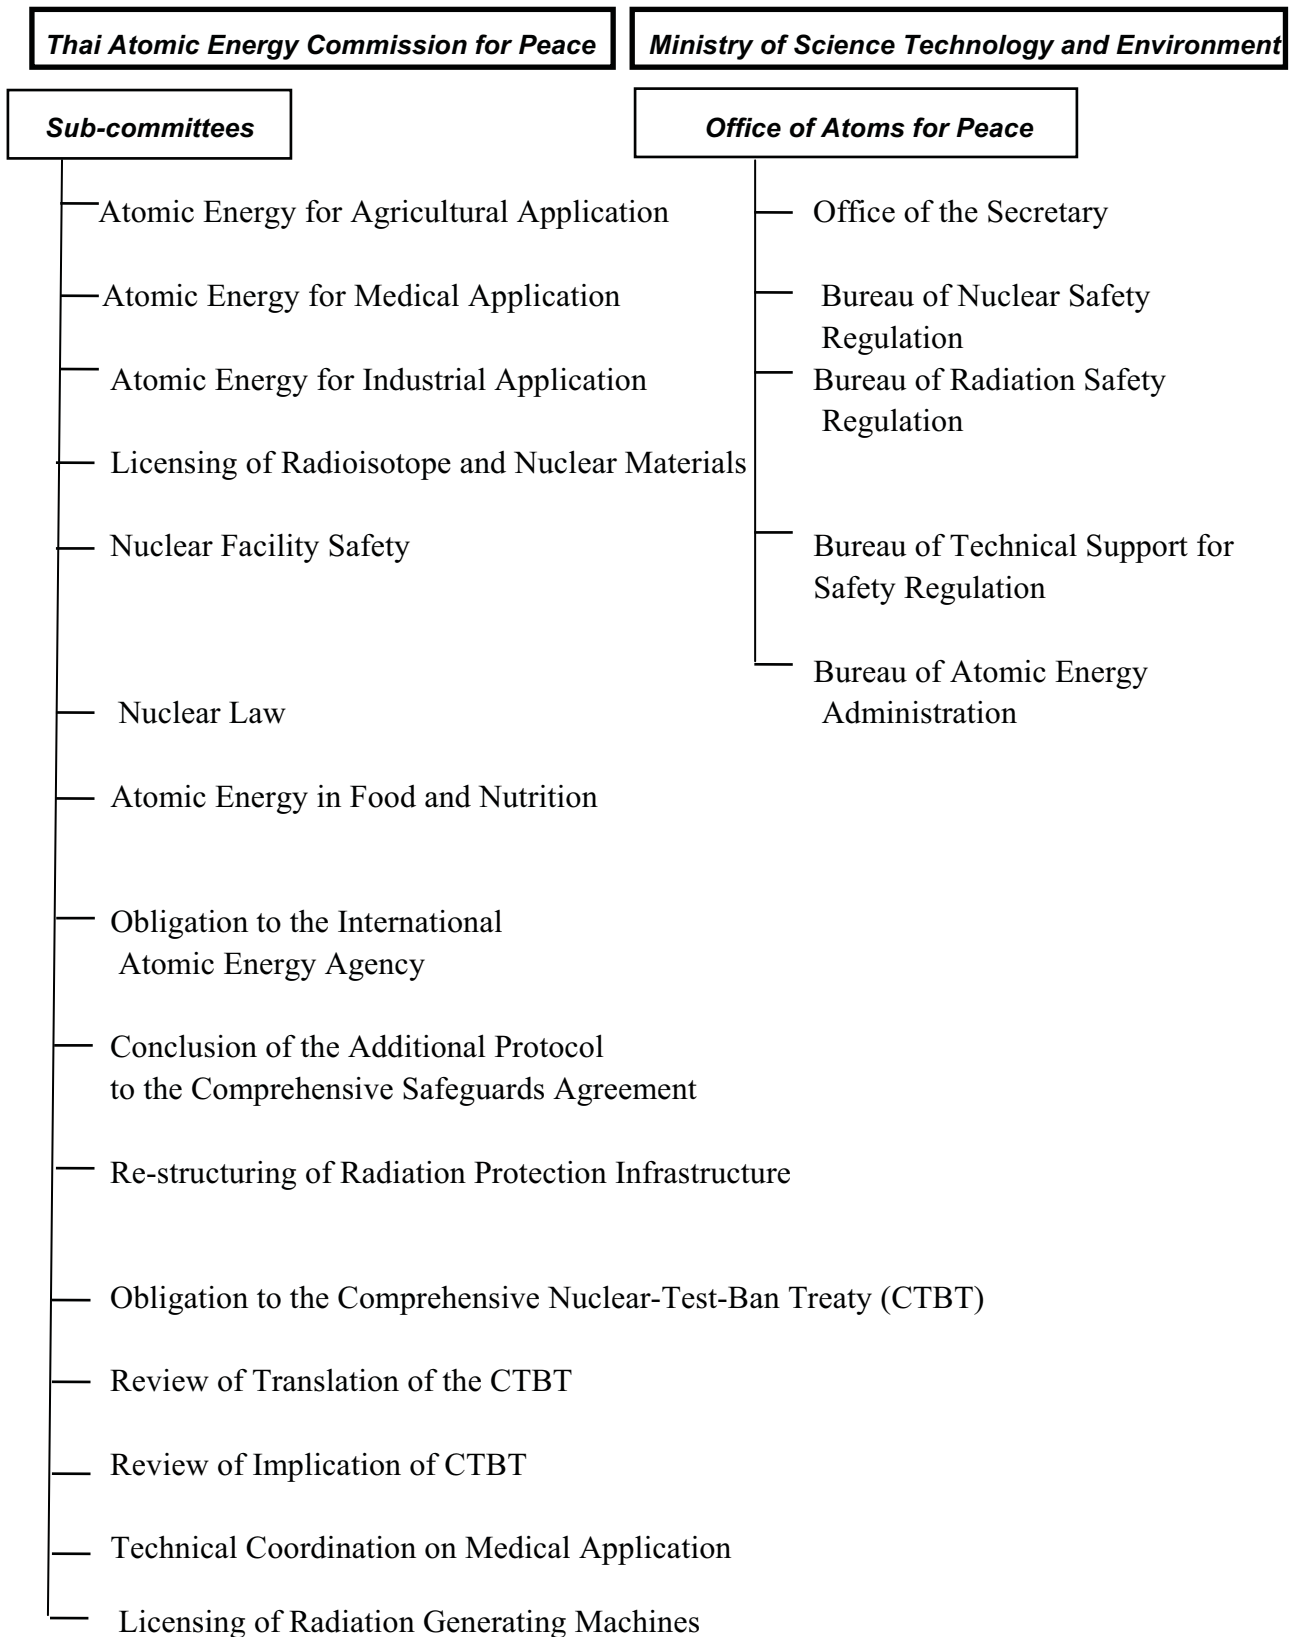 Thai Atomic Energy Commission for Peace
Ministry of Science Technology and Environment
Sub-committees
Atomic Energy for Agricultural Application
Atomic Energy for Medical Application
Atomic Energy for Industrial Application
Licensing of Radioisotope and Nuclear Materials
Nuclear Facility Safety
Nuclear Law
Atomic Energy in Food and Nutrition
Obligation to the International
Atomic Energy Agency
Conclusion of the Additional Protocol
to the Comprehensive Safeguards Agreement
Re-structuring of Radiation Protection Infrastructure
Obligation to the Comprehensive Nuclear-Test-Ban Treaty (CTBT)
Review of Translation of the CTBT
Review of Implication of CTBT
Technical Coordination on Medical Application
Licensing of Radiation Generating Machines
Office of Atoms for Peace
Office of the Secretary
Bureau of Nuclear Safety
Regulation
Bureau of Radiation Safety
Regulation
Bureau of Technical Support for
Safety Regulation
Bureau of Atomic Energy
Administration